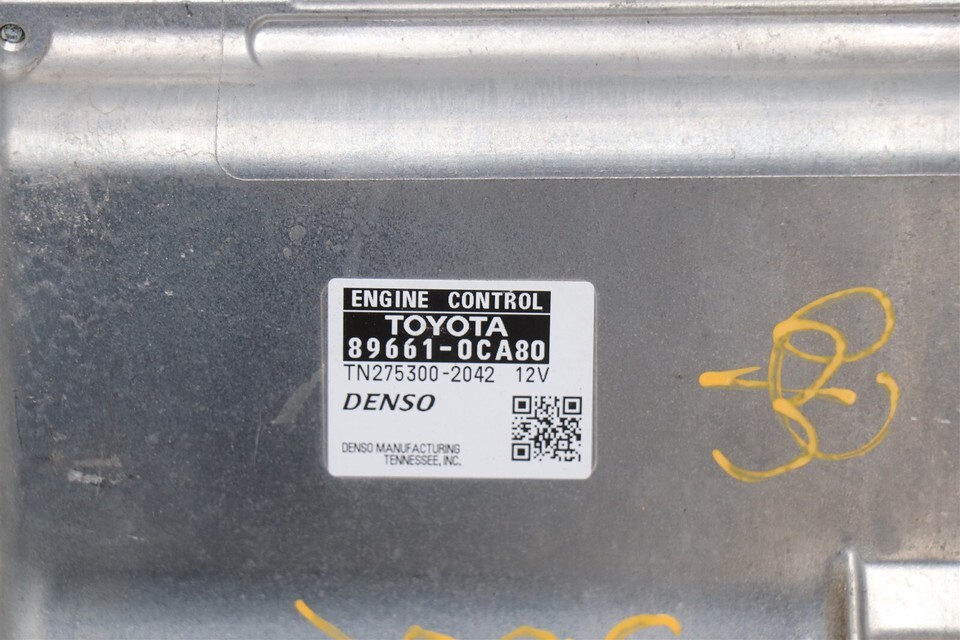 ENGINE CONTROL
TOYOTA
89661-0CA80
TN275300-2042 12V
DENSO
DENSO MANUFACTURING
TENNESSEE, INC.